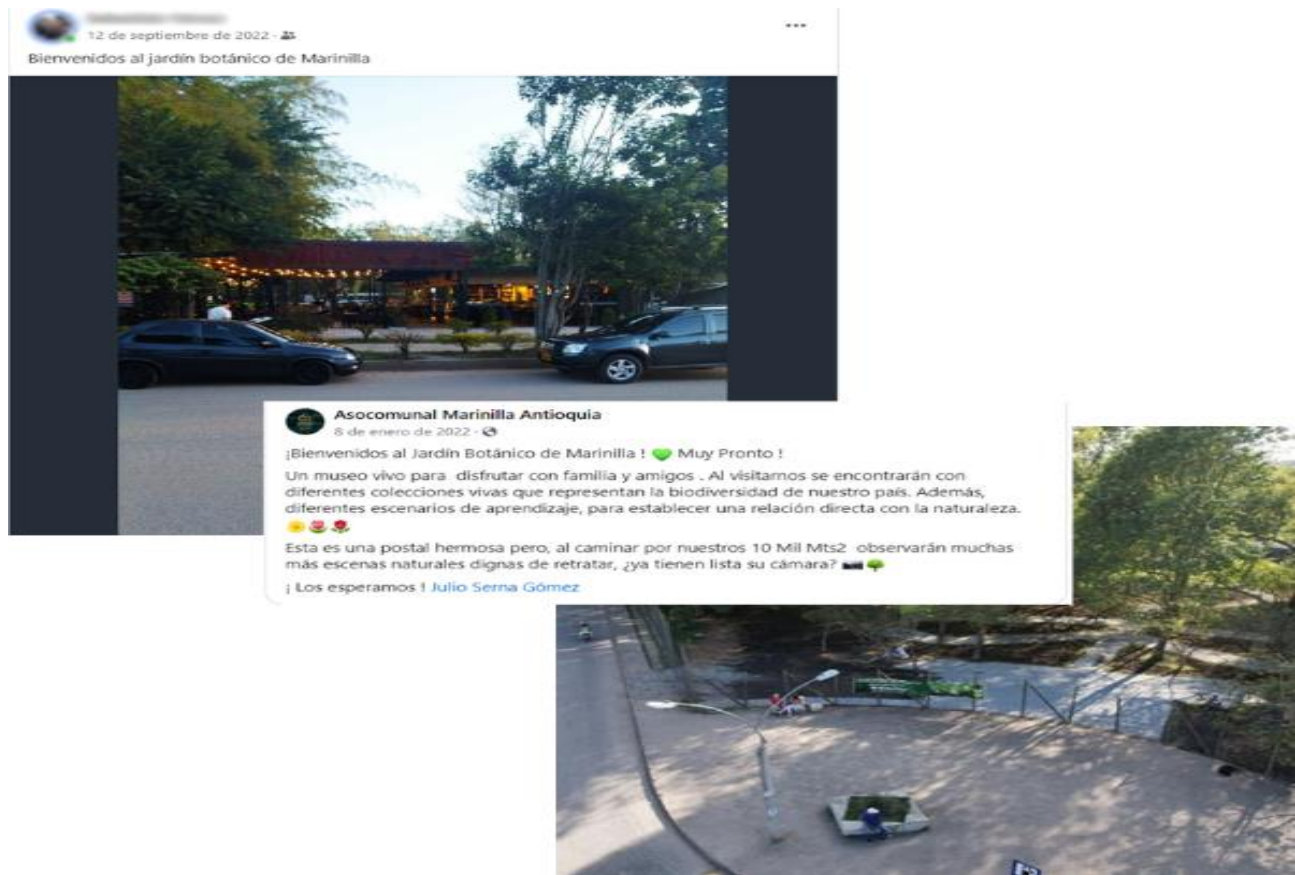 12 de septiembre de 2022 ·
Bienvenidos al jardín botánico de Marinilla
Asocomunal Marinilla Antioquia
8 de enero de 2022 ·
¡Bienvenidos al Jardín Botánico de Marinilla ! 💚 Muy Pronto !
Un museo vivo para disfrutar con familia y amigos . Al visitarnos se encontrarán con
diferentes colecciones vivas que representan la biodiversidad de nuestro país. Además,
diferentes escenarios de aprendizaje, para establecer una relación directa con la naturaleza.
🌼🌷🌹
Esta es una postal hermosa pero, al caminar por nuestros 10 Mil Mts2 observarán muchas
más escenas naturales dignas de retratar, ¿ya tienen lista su cámara? 📷🌳
¡ Los esperamos ! Julio Serna Gómez